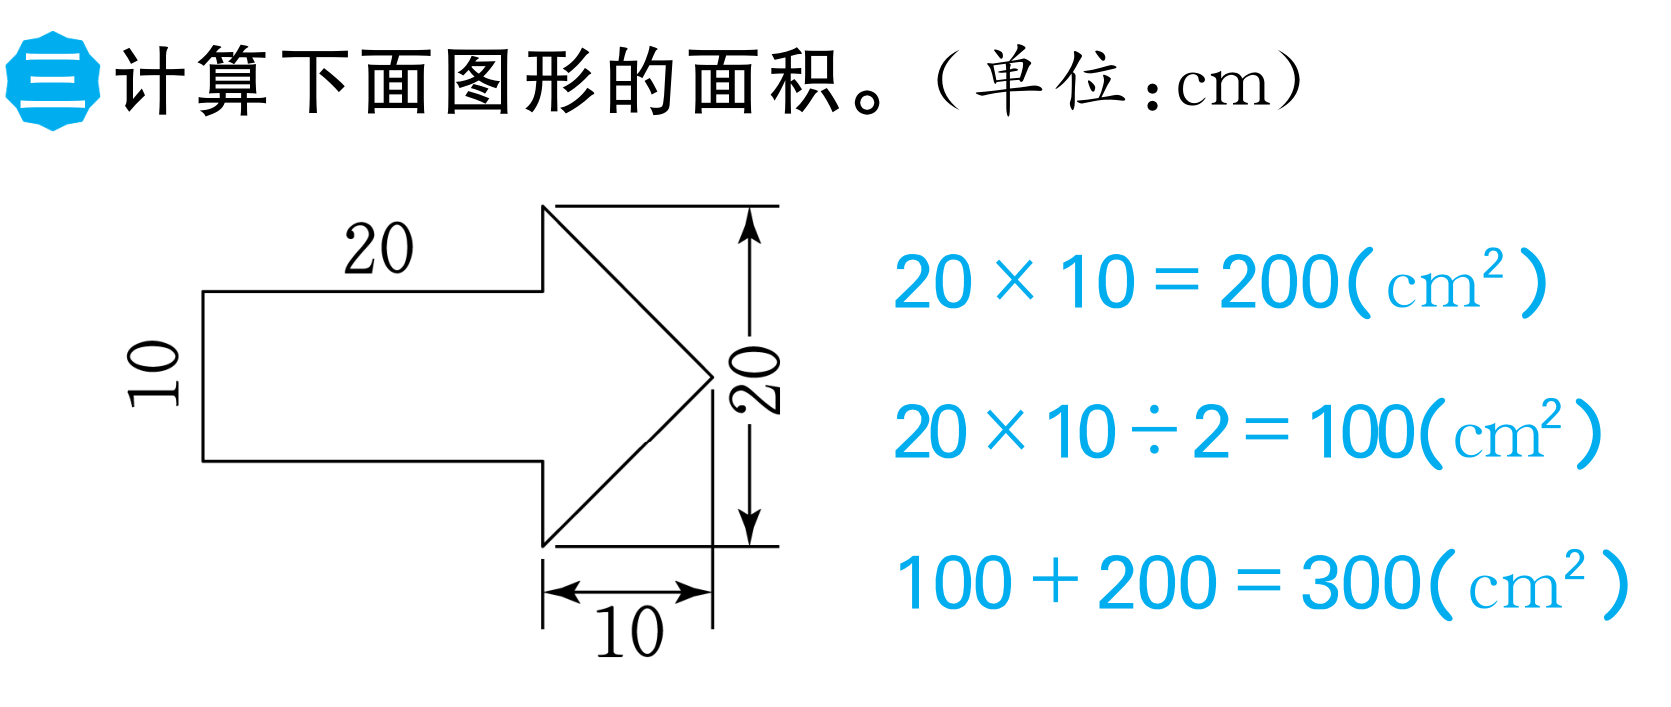 三 计算下面图形的面积。(单位:cm)
20
10
20
10
20 × 10 = 200(cm²)
20 × 10 ÷ 2 = 100(cm²)
100 + 200 = 300(cm²)